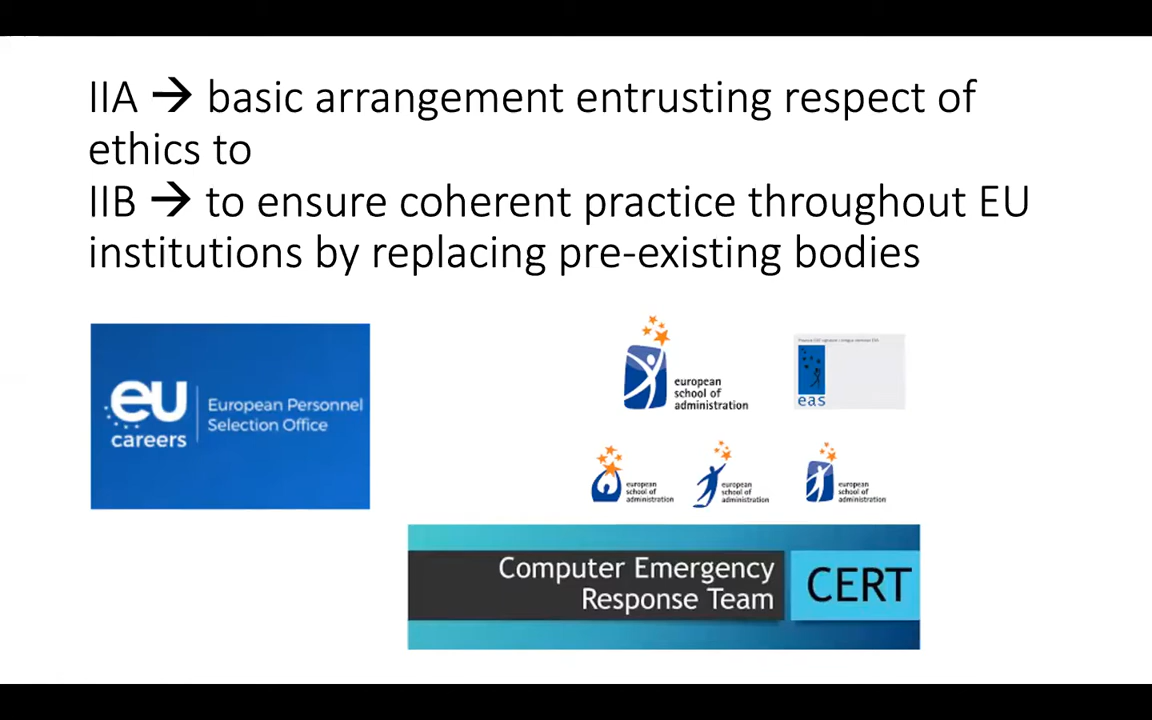 IIA → basic arrangement entrusting respect of
ethics to
IIB → to ensure coherent practice throughout EU
institutions by replacing pre-existing bodies
eu
careers
European Personnel
Selection Office
european
school of
administration
eas
european
school of
administration
european
school of
administration
european
school of
administration
Computer Emergency
Response Team
CERT